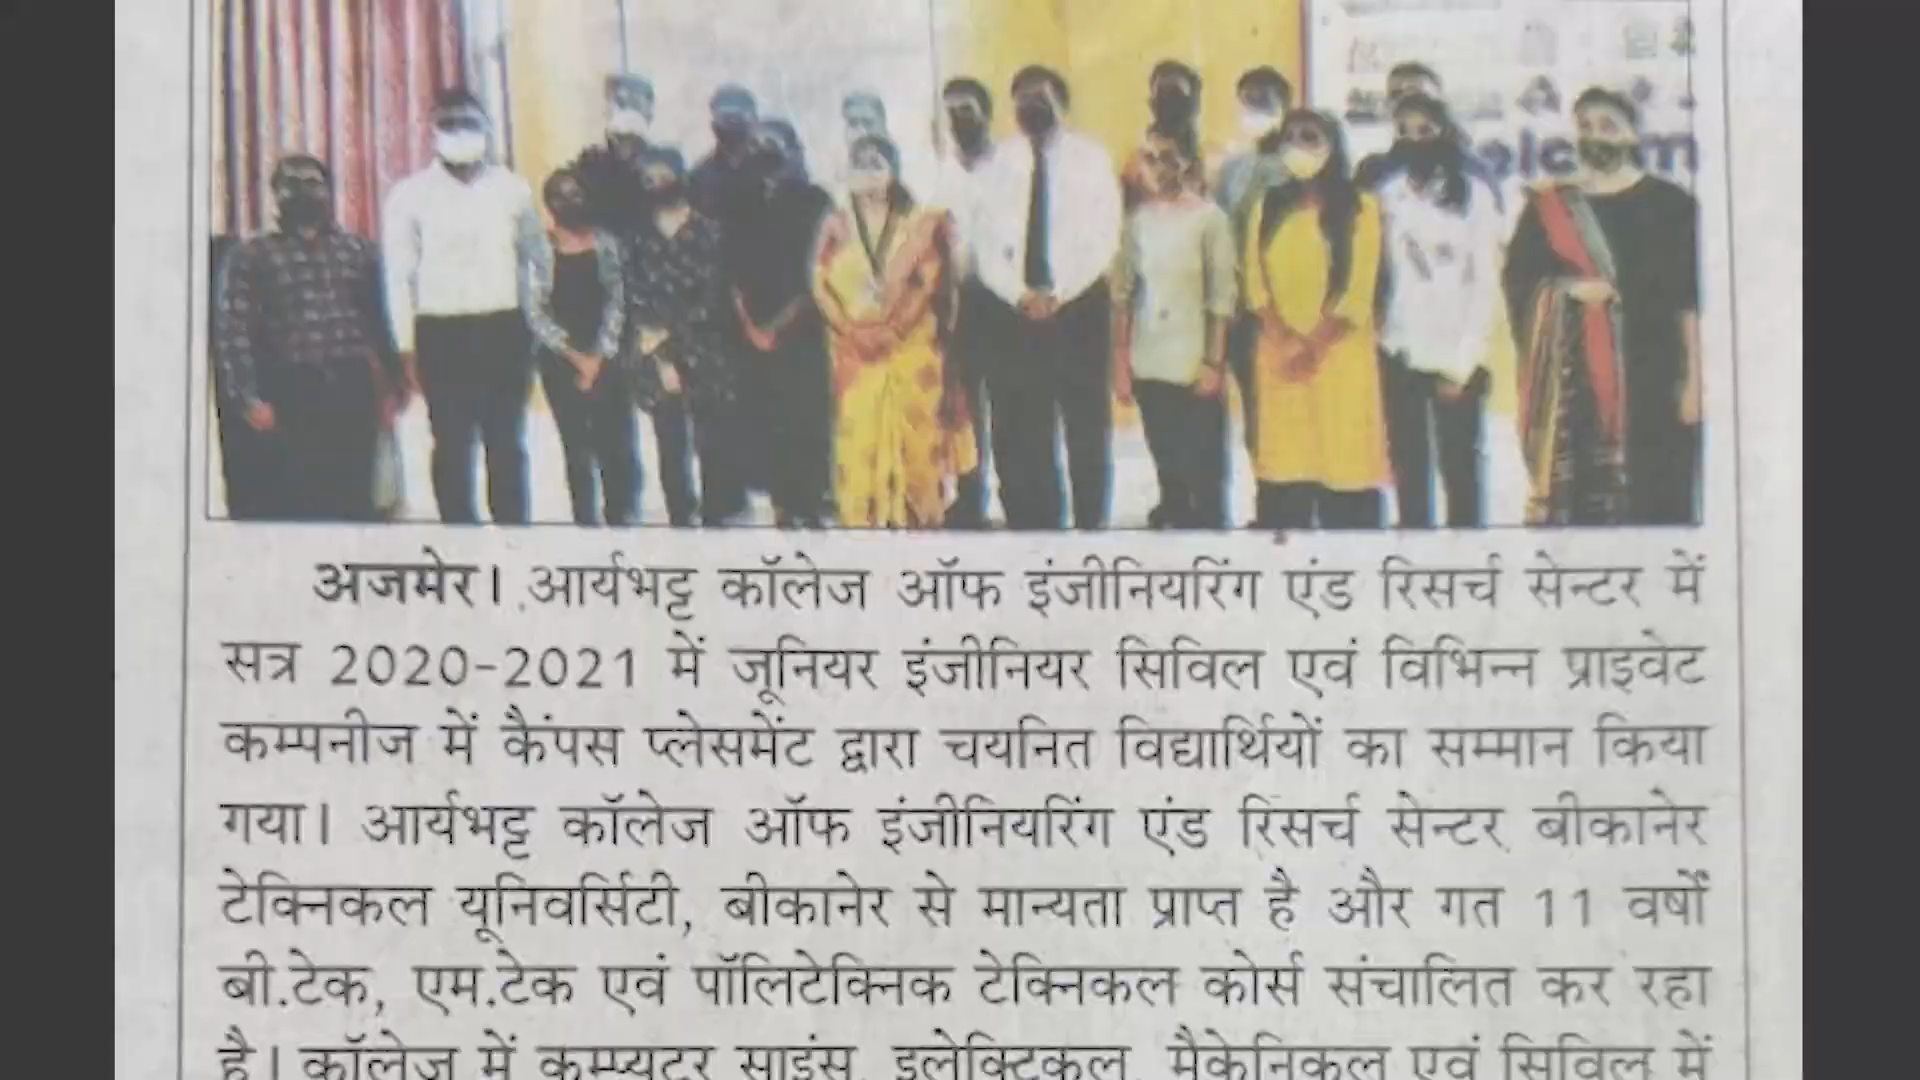 elcom
अजमेर। आर्यभट्ट कॉलेज ऑफ इंजीनियरिंग एंड रिसर्च सेन्टर में
सत्र 2020-2021 में जूनियर इंजीनियर सिविल एवं विभिन्न प्राइवेट
कम्पनीज में कैंपस प्लेसमेंट द्वारा चयनित विद्यार्थियों का सम्मान किया
गया। आर्यभट्ट कॉलेज ऑफ इंजीनियरिंग एंड रिसर्च सेन्टर बीकानेर
टेक्निकल यूनिवर्सिटी, बीकानेर से मान्यता प्राप्त है और गत 11 वर्षों
बी.टेक, एम.टेक एवं पॉलिटेक्निक टेक्निकल कोर्स संचालित कर रहा
है। कॉलेज में कम्प्यूटर साइंस, इलेक्ट्रिकल, मैकेनिकल एवं सिविल में